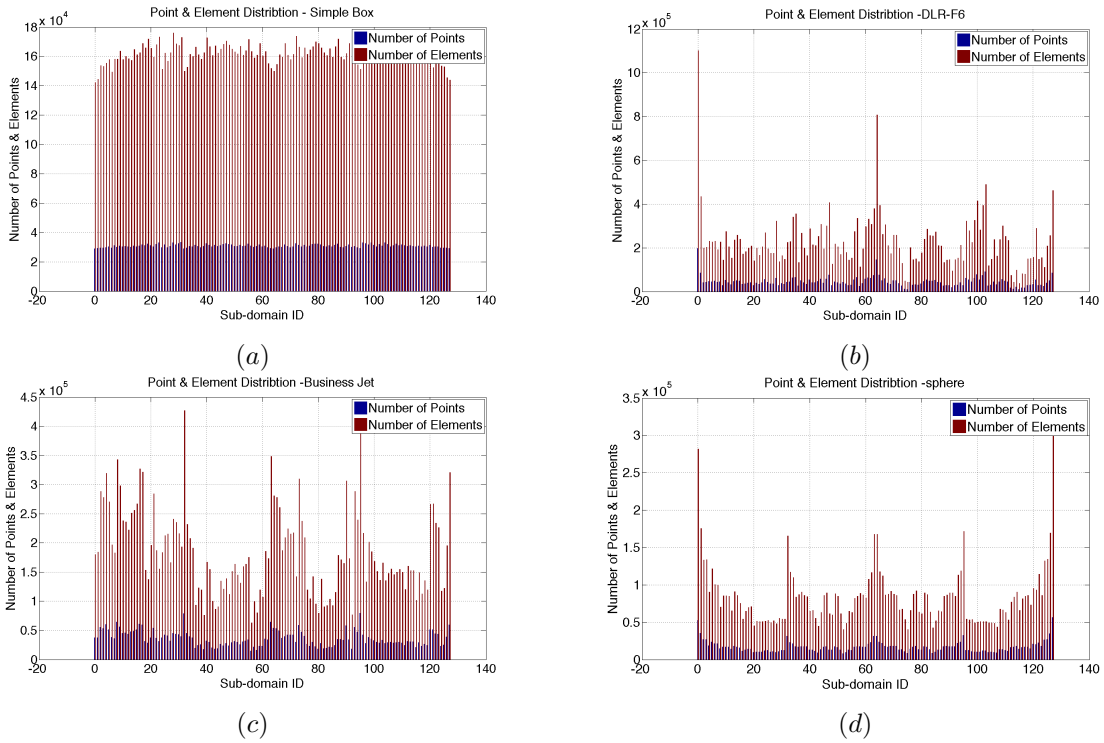 Point & Element Distribtion - Simple Box
x 10^4
18
16
14
12
10
8
6
4
2
0
Number of Points & Elements
Number of Points
Number of Elements
-20 0 20 40 60 80 100 120 140
Sub-domain ID
(a)
Point & Element Distribtion -DLR-F6
x 10^5
12
10
8
6
4
2
0
Number of Points & Elements
Number of Points
Number of Elements
-20 0 20 40 60 80 100 120 140
Sub-domain ID
(b)
Point & Element Distribtion -Business Jet
x 10^5
4.5
4
3.5
3
2.5
2
1.5
1
0.5
0
Number of Points & Elements
Number of Points
Number of Elements
-20 0 20 40 60 80 100 120 140
Sub-domain ID
(c)
Point & Element Distribtion -sphere
x 10^5
3.5
3
2.5
2
1.5
1
0.5
0
Number of Points & Elements
Number of Points
Number of Elements
-20 0 20 40 60 80 100 120 140
Sub-domain ID
(d)